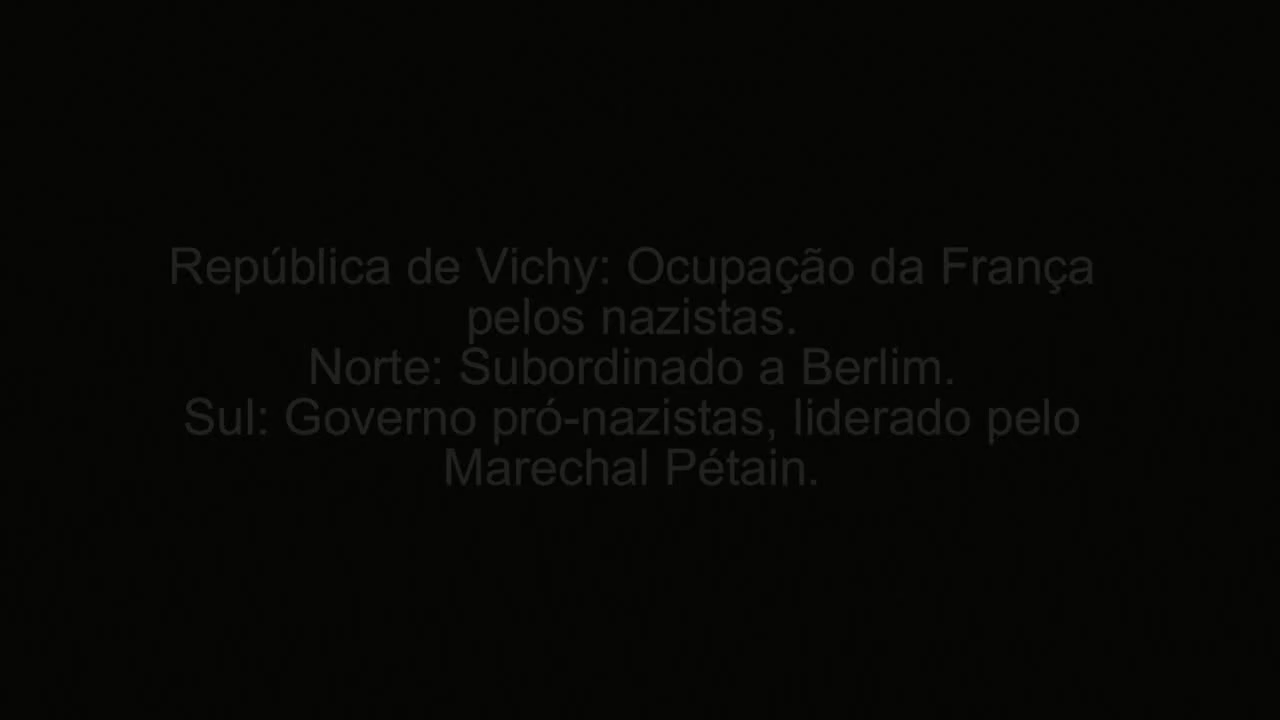 República de Vichy: Ocupação da França
pelos nazistas.
Norte: Subordinado a Berlim.
Sul: Governo pró-nazistas, liderado pelo
Marechal Pétain.